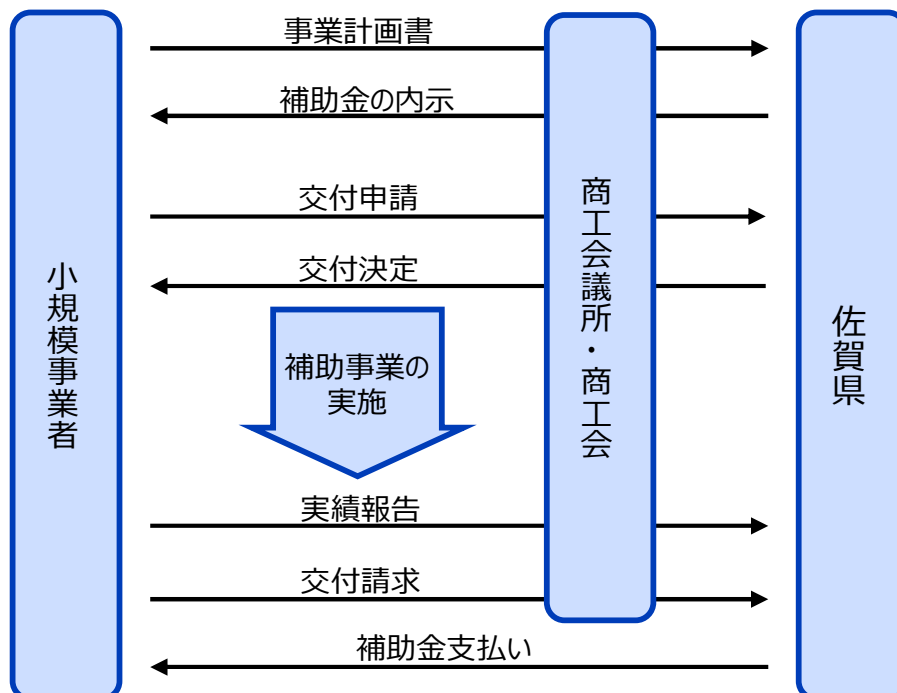 事業計画書
補助金の内示
交付申請
交付決定
補助事業の
実施
実績報告
交付請求
補助金支払い
小規模事業者
商工会議所・商工会
佐賀県